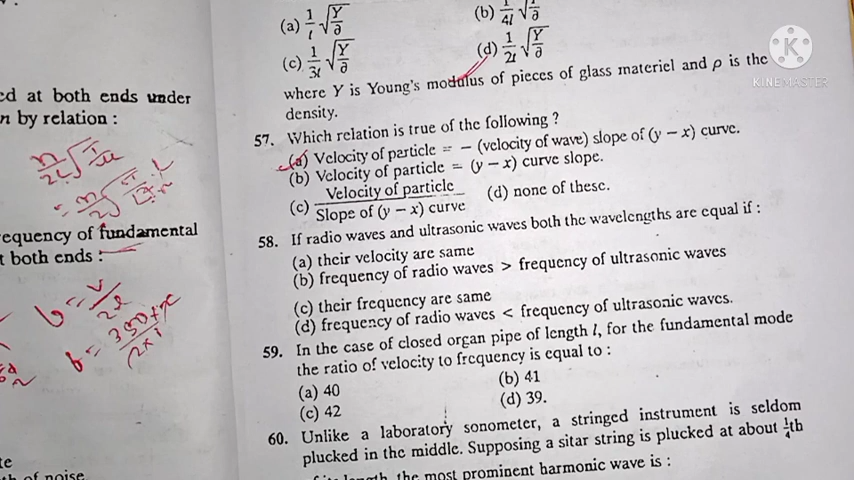 (a) 1/l √Y/∂
(b) 1/4l √Y/∂
(c) 1/3l √Y/∂
(d) 1/2l √Y/∂
where Y is Young's modulus of pieces of glass materiel and ρ is the
density.
57. Which relation is true of the following ?
(a) Velocity of particle = – (velocity of wave) slope of (y – x) curve.
(b) Velocity of particle = (y – x) curve slope.
(c) Velocity of particle / Slope of (y – x) curve (d) none of these.
58. If radio waves and ultrasonic waves both the wavelengths are equal if :
(a) their velocity are same
(b) frequency of radio waves > frequency of ultrasonic waves
(c) their frequency are same
(d) frequency of radio waves < frequency of ultrasonic waves.
59. In the case of closed organ pipe of length l, for the fundamental mode
the ratio of velocity to frequency is equal to :
(a) 40 (b) 41
(c) 42 (d) 39.
60. Unlike a laboratory sonometer, a stringed instrument is seldom
plucked in the middle. Supposing a sitar string is plucked at about 1/4 th
length, the most prominent harmonic wave is :
ed at both ends under
n by relation :
requency of fundamental
t both ends :
te
th of noise
K
KINEMASTER